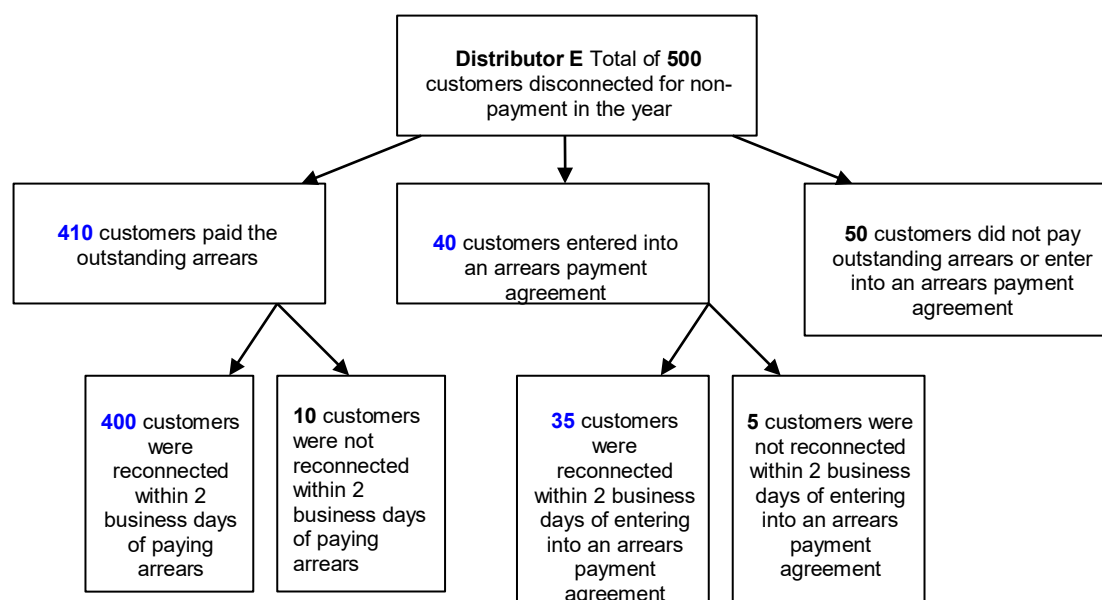 Distributor E Total of 500
customers disconnected for non-
payment in the year
410 customers paid the
outstanding arrears
40 customers entered into
an arrears payment
agreement
50 customers did not pay
outstanding arrears or enter
into an arrears payment
agreement
400 customers
were
reconnected
within 2
business days
of paying
arrears
10 customers
were not
reconnected
within 2
business days
of paying
arrears
35 customers
were
reconnected
within 2 business
days of entering
into an arrears
payment
agreement
5 customers were
not reconnected
within 2 business
days of entering
into an arrears
payment
agreement